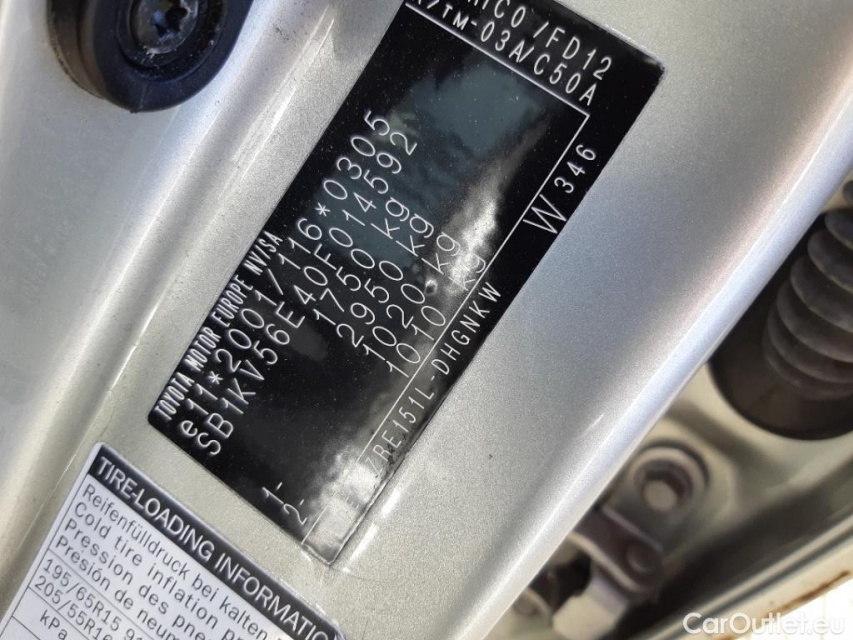 TOYOTA MOTOR EUROPE NV/SA
e11*2001/116*0305
SB1KV56E40F014592
1750 kg
2950 kg
1- 1020 kg
2- 1010 kg
ZRE151L-DHGNKW
W 346
/FD12
/TM-03A/C50A
TIRE-LOADING INFORMATION
Reifenfülldruck bei kalten
Cold tire inflation
Pression des
Presión de
195/65R15
205/55R16
kPa
CarOutlet.eu